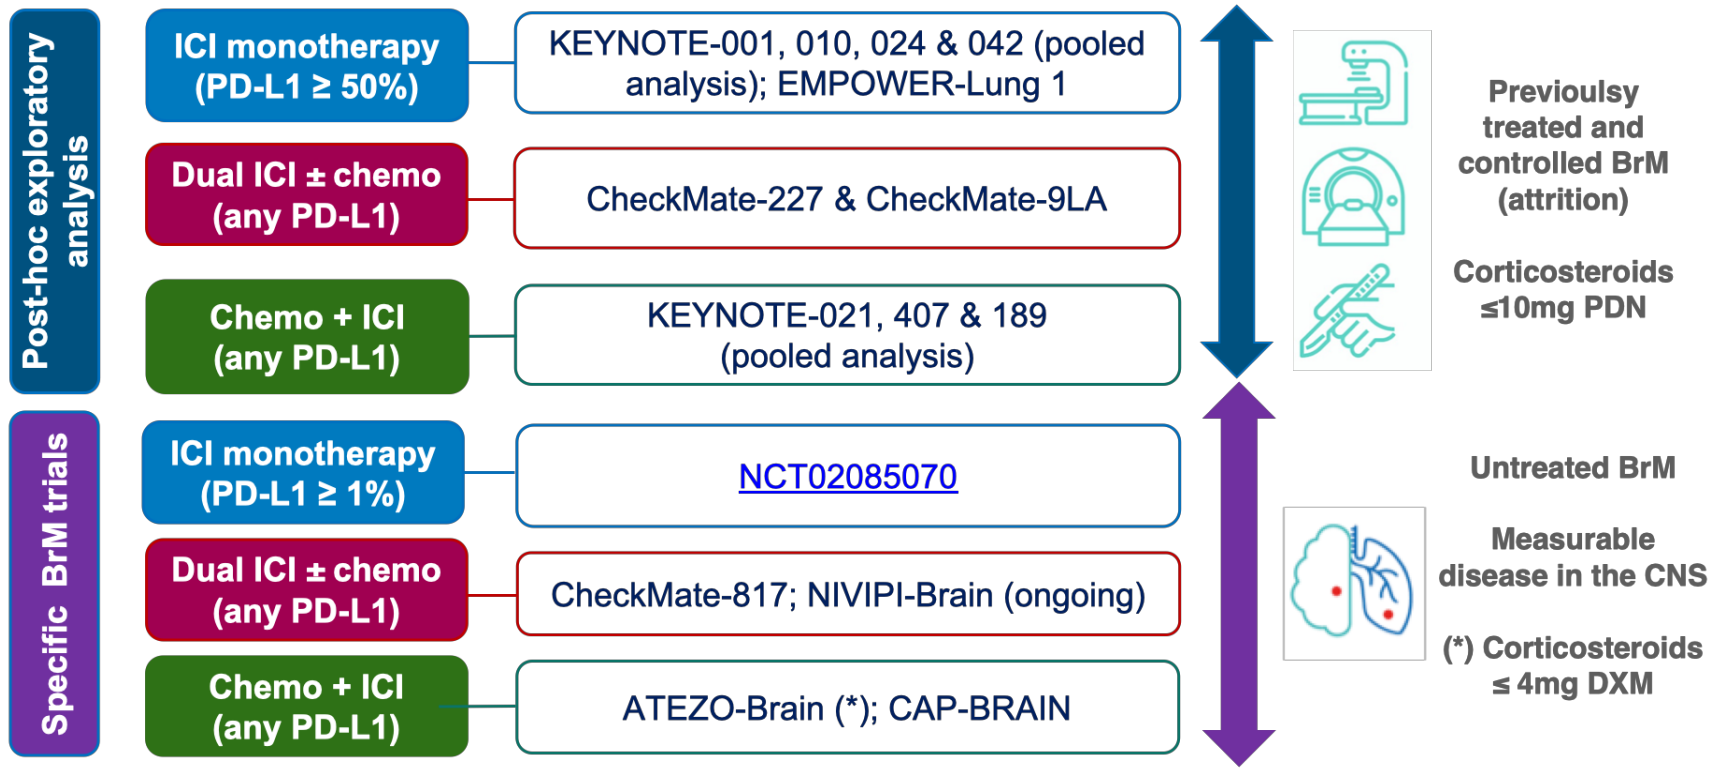 Post-hoc exploratory
analysis
ICI monotherapy
(PD-L1 ≥ 50%)
KEYNOTE-001, 010, 024 & 042 (pooled
analysis); EMPOWER-Lung 1
Dual ICI ± chemo
(any PD-L1)
CheckMate-227 & CheckMate-9LA
Chemo + ICI
(any PD-L1)
KEYNOTE-021, 407 & 189
(pooled analysis)
Previoulsy
treated and
controlled BrM
(attrition)
Corticosteroids
≤10mg PDN
Specific BrM trials
ICI monotherapy
(PD-L1 ≥ 1%)
NCT02085070
Dual ICI ± chemo
(any PD-L1)
CheckMate-817; NIVIPI-Brain (ongoing)
Chemo + ICI
(any PD-L1)
ATEZO-Brain (*); CAP-BRAIN
Untreated BrM
Measurable
disease in the CNS
(*) Corticosteroids
≤ 4mg DXM